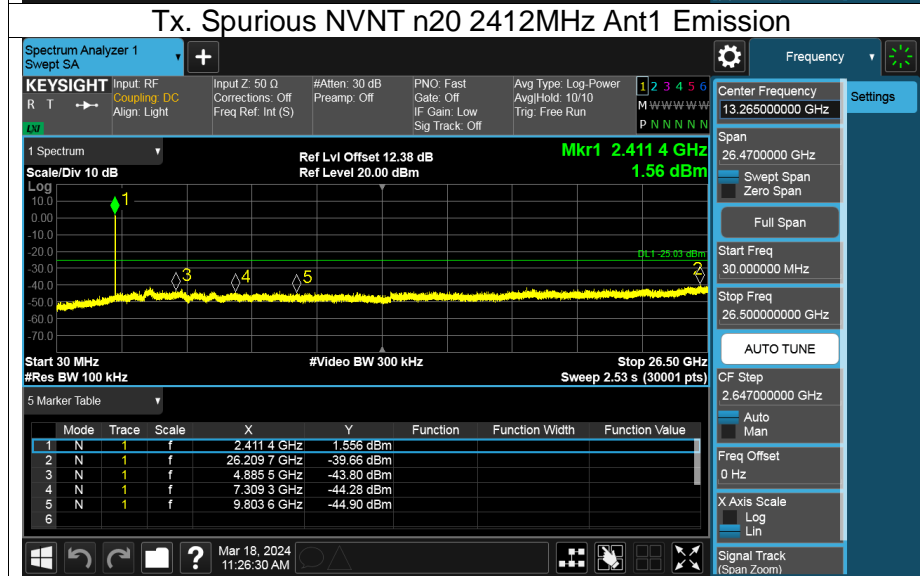 Tx. Spurious NVNT n20 2412MHz Ant1 Emission
Spectrum Analyzer 1
Swept SA
+
Frequency
KEYSIGHT
R T
LXI
Input: RF
Coupling: DC
Align: Light
Input Z: 50 Ω
Corrections: Off
Freq Ref: Int (S)
#Atten: 30 dB
Preamp: Off
PNO: Fast
Gate: Off
IF Gain: Low
Sig Track: Off
Avg Type: Log-Power
Avg|Hold: 10/10
Trig: Free Run
1 2 3 4 5 6
M W W W W W
P N N N N N
1 Spectrum
Scale/Div 10 dB
Ref Lvl Offset 12.38 dB
Ref Level 20.00 dBm
Mkr1 2.411 4 GHz
1.56 dBm
Log
10.0
0.00
-10.0
-20.0
-30.0
-40.0
-50.0
-60.0
-70.0
1
3
4
5
2
DL1 -25.03 dBm
Start 30 MHz
#Res BW 100 kHz
#Video BW 300 kHz
Stop 26.50 GHz
Sweep 2.53 s (30001 pts)
5 Marker Table
Mode Trace Scale X Y Function Function Width Function Value
1 N 1 f 2.411 4 GHz 1.556 dBm
2 N 1 f 26.209 7 GHz -39.66 dBm
3 N 1 f 4.885 5 GHz -43.80 dBm
4 N 1 f 7.309 3 GHz -44.28 dBm
5 N 1 f 9.803 6 GHz -44.90 dBm
6
?
Mar 18, 2024
11:26:30 AM
Center Frequency
13.265000000 GHz
Span
26.4700000 GHz
Swept Span
Zero Span
Full Span
Start Freq
30.000000 MHz
Stop Freq
26.500000000 GHz
AUTO TUNE
CF Step
2.647000000 GHz
Auto
Man
Freq Offset
0 Hz
X Axis Scale
Log
Lin
Signal Track
(Span Zoom)
Settings